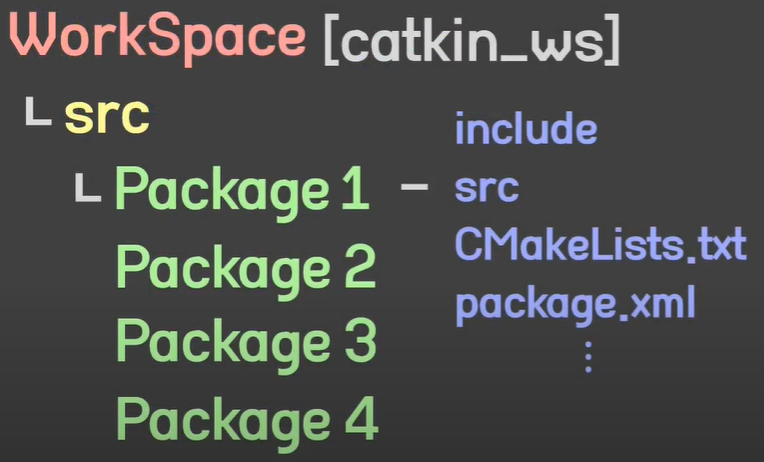 WorkSpace [catkin_ws]
src
Package 1 - include
src
CMakeLists.txt
package.xml
⋮
Package 2
Package 3
Package 4